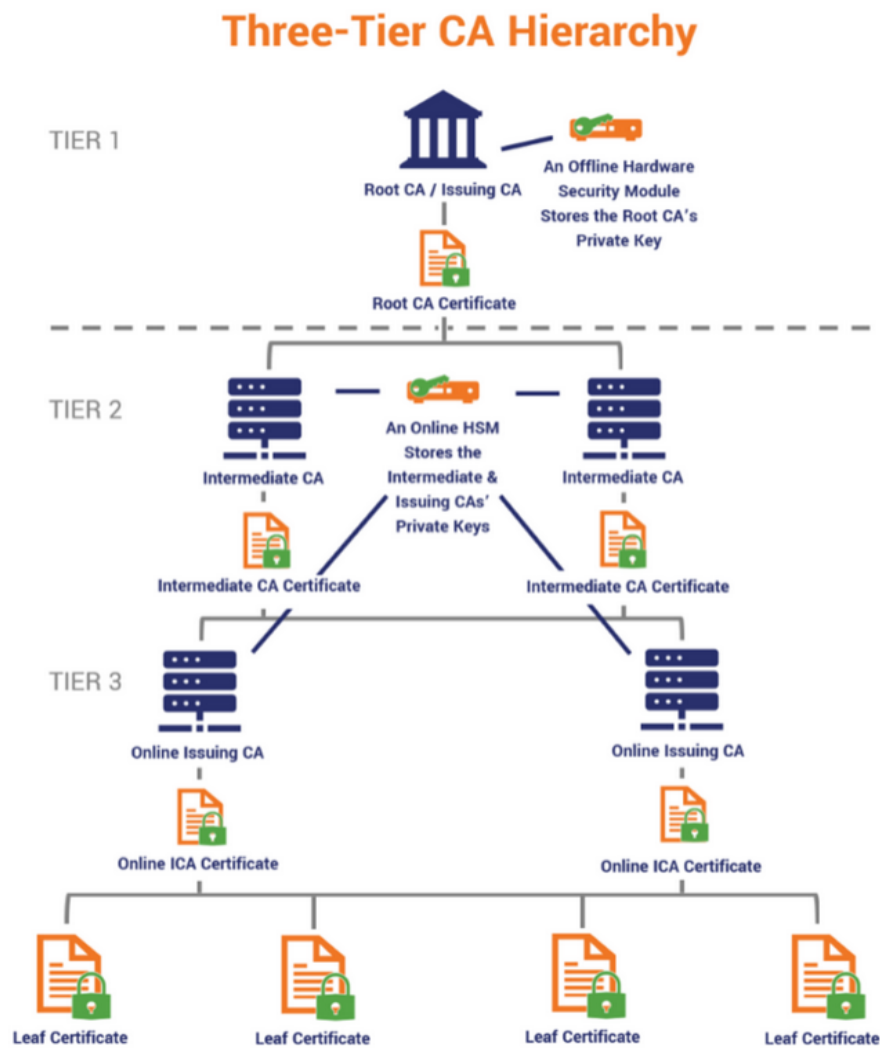 Three-Tier CA Hierarchy
TIER 1
Root CA / Issuing CA
An Offline Hardware
Security Module
Stores the Root CA's
Private Key
Root CA Certificate
TIER 2
Intermediate CA
An Online HSM
Stores the
Intermediate &
Issuing CAs'
Private Keys
Intermediate CA
Intermediate CA Certificate
Intermediate CA Certificate
TIER 3
Online Issuing CA
Online Issuing CA
Online ICA Certificate
Online ICA Certificate
Leaf Certificate
Leaf Certificate
Leaf Certificate
Leaf Certificate